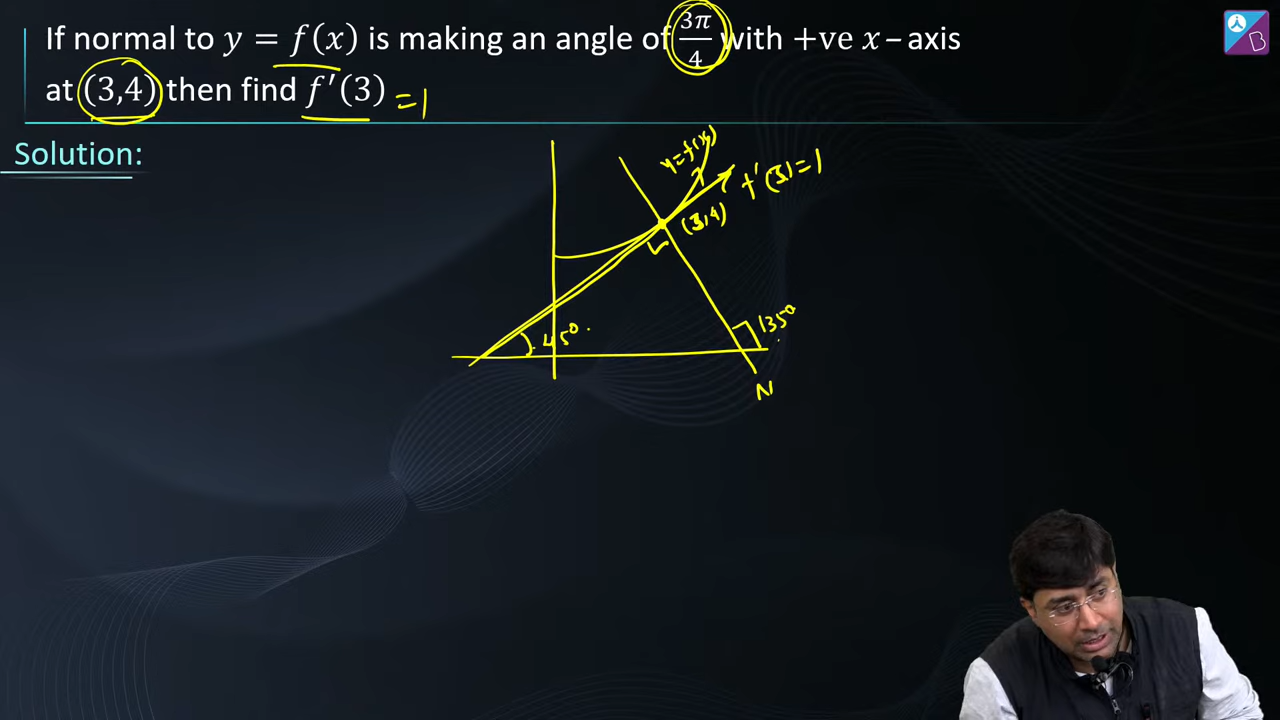 If normal to y = f(x) is making an angle of 3π/4 with +ve x – axis
at (3,4) then find f′(3) = 1
Solution:
y = f(x)
f′(3) = 1
(3,4)
45°
135°
N
B